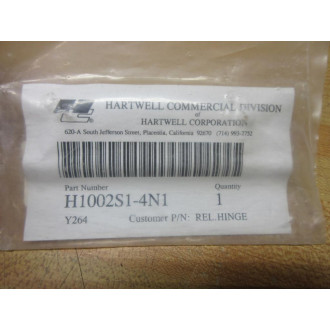 HARTWELL COMMERCIAL DIVISION
of
HARTWELL CORPORATION
620-A South Jefferson Street, Placentia, California 92670 (714) 993-2752
Part Number Quantity
H1002S1-4N1 1
Y264 Customer P/N: REL.HINGE